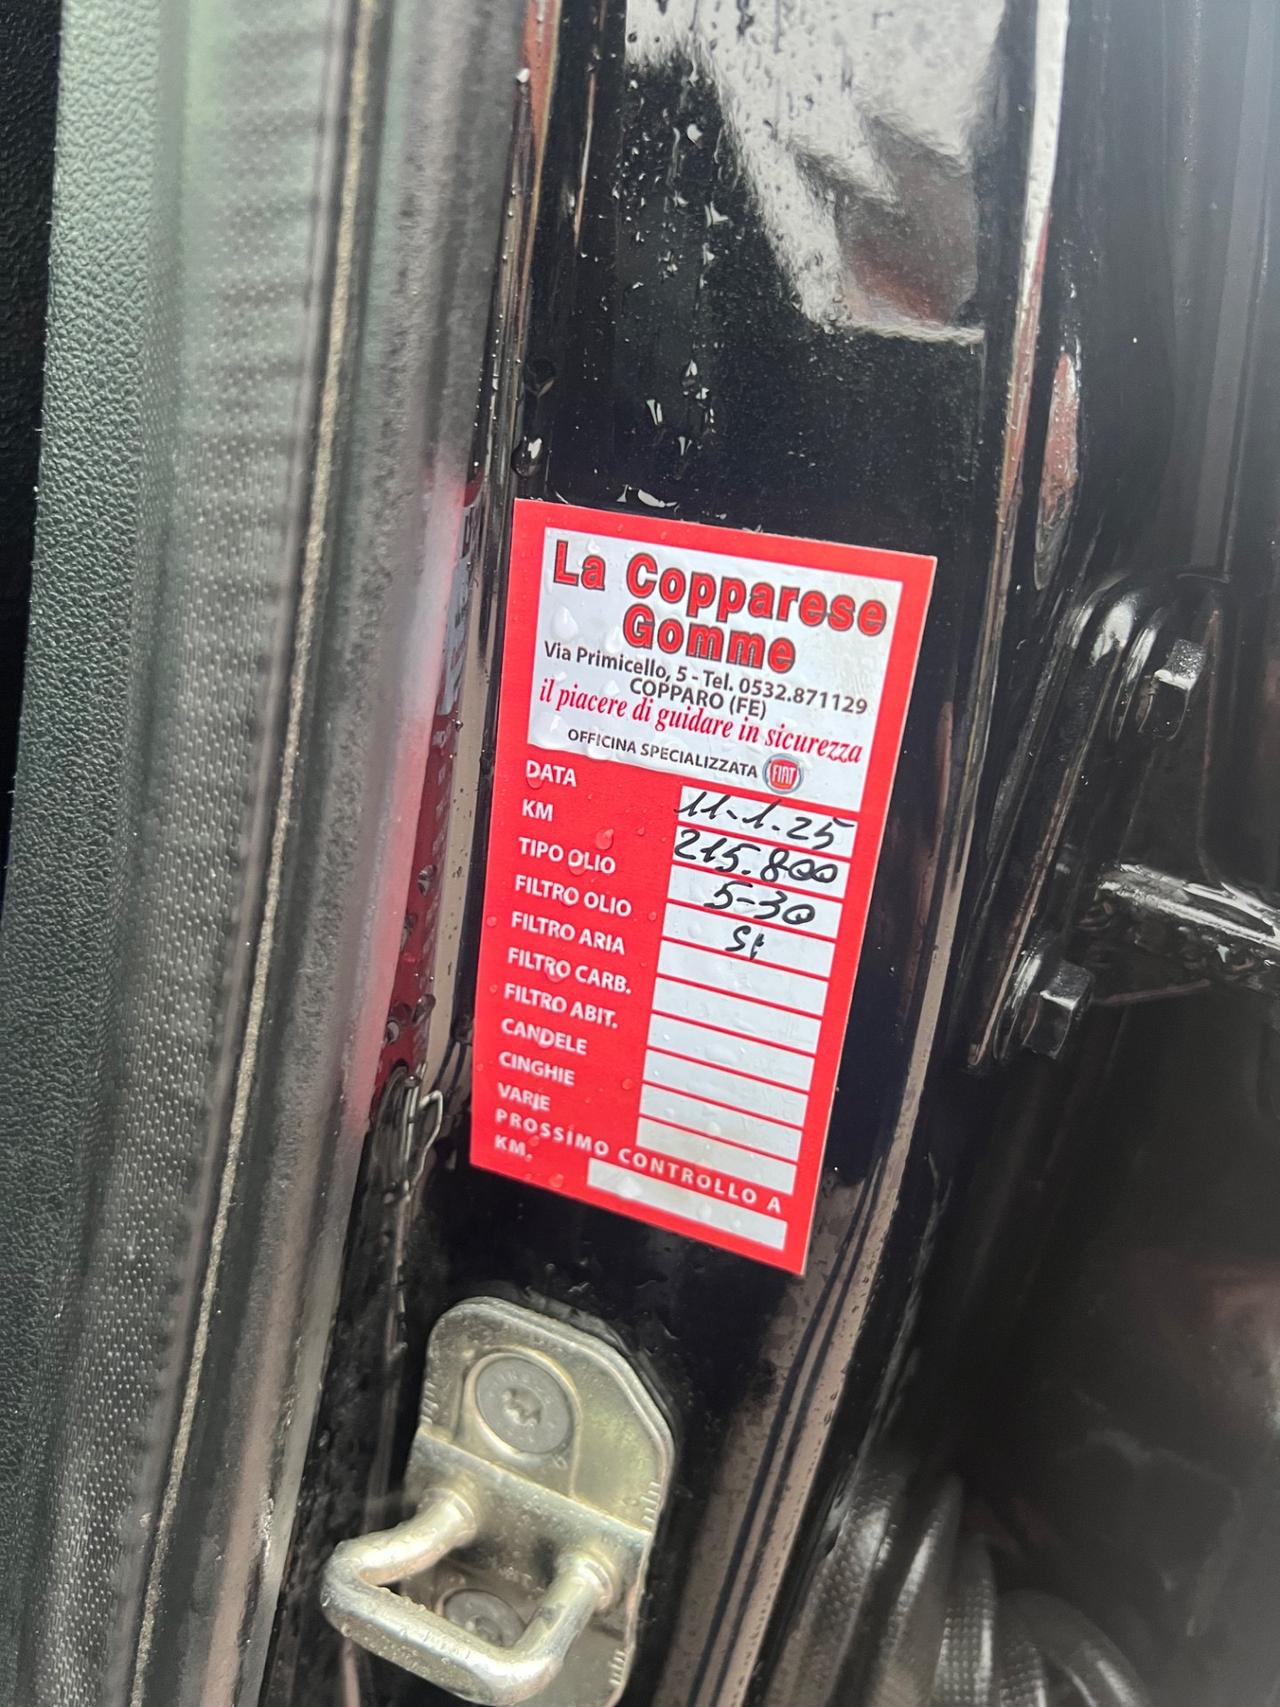 La Copparese
Gomme
Via Primicello, 5 - Tel. 0532.871129
COPPARO (FE)
il piacere di guidare in sicurezza
OFFICINA SPECIALIZZATA FIAT
DATA 11-1-25
KM 215.800
TIPO OLIO 5-30
FILTRO OLIO Si
FILTRO ARIA
FILTRO CARB.
FILTRO ABIT.
CANDELE
CINGHIE
VARIE
PROSSIMO CONTROLLO A
KM.